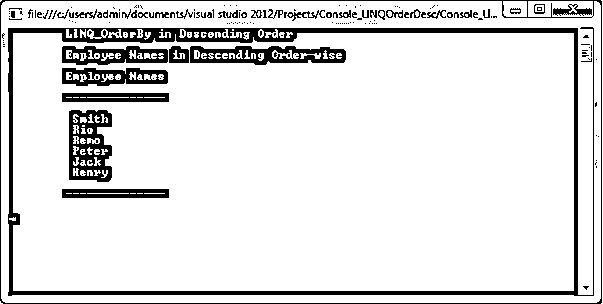 file:///c:/users/admin/documents/visual studio 2012/Projects/Console_LINQOrderDesc/Console_LI...
LINQ_OrderBy in Descending Order
Employee Names in Descending Order-wise
Employee Names
----------------
Smith
Rio
Remo
Peter
Jack
Henry
----------------